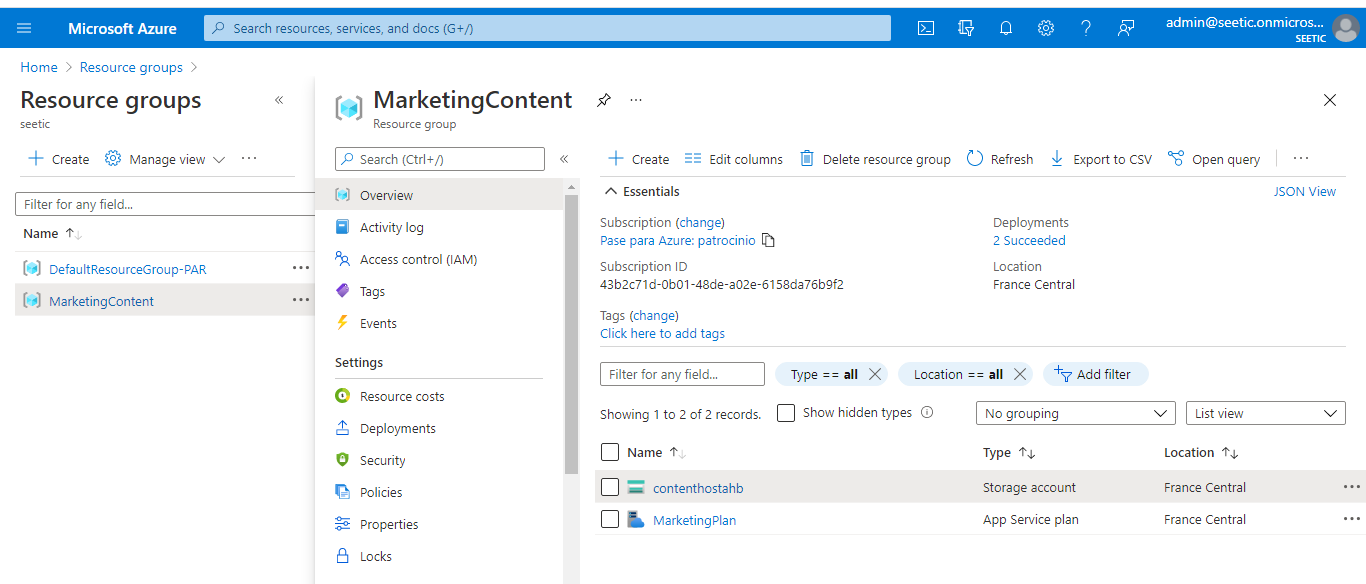 Microsoft Azure
Search resources, services, and docs (G+/)
admin@seetic.onmicros...
SEETIC
Home > Resource groups >
Resource groups
seetic
Create
Manage view
Filter for any field...
Name
DefaultResourceGroup-PAR
MarketingContent
MarketingContent
Resource group
Search (Ctrl+/)
Overview
Activity log
Access control (IAM)
Tags
Events
Settings
Resource costs
Deployments
Security
Policies
Properties
Locks
Create Edit columns Delete resource group Refresh Export to CSV Open query
Essentials
JSON View
Subscription (change)
Pase para Azure: patrocinio
Subscription ID
43b2c71d-0b01-48de-a02e-6158da76b9f2
Tags (change)
Click here to add tags
Deployments
2 Succeeded
Location
France Central
Filter for any field... Type == all Location == all Add filter
Showing 1 to 2 of 2 records. Show hidden types No grouping List view
Name Type Location
contenthostahb Storage account France Central
MarketingPlan App Service plan France Central